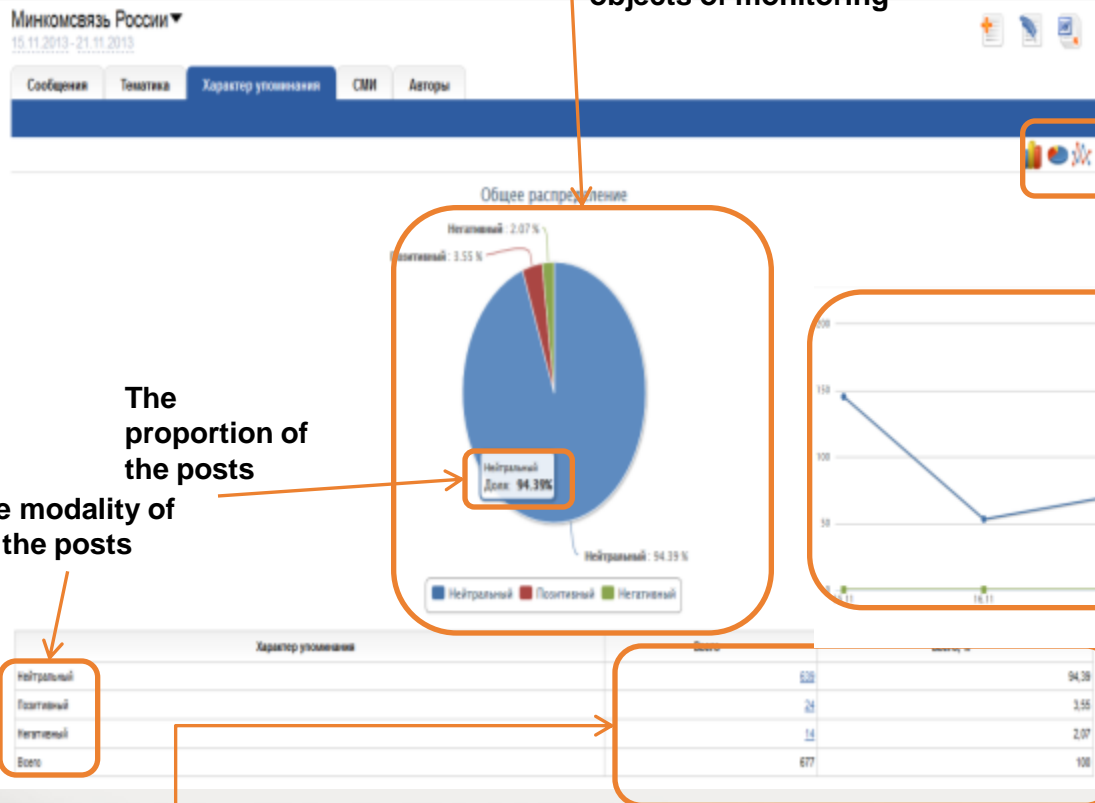 objects of monitoring
Минкомсвязь России▼
15.11.2013-21.11.2013
Сообщения Тематика Характер упоминания СМИ Авторы
Общее распределение
Негативный: 2.07 %
Позитивный: 3.55 %
The
proportion of
the posts
modality of
the posts
Нейтральный
Доля: 94.39%
Нейтральный: 94.39 %
Нейтральный Позитивный Негативный
200
150
100
50
16.11
Характер упоминания Всего
Нейтральный 639 94,39
Позитивный 24 3,55
Негативный 14 2,07
Всего 677 100